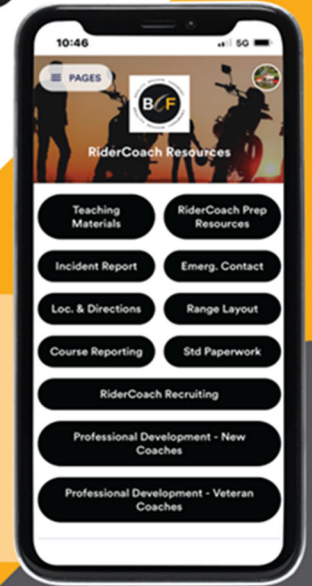 10:46
5G
PAGES
BCF
RiderCoach Resources
Teaching
Materials
RiderCoach Prep
Resources
Incident Report
Emerg. Contact
Loc. & Directions
Range Layout
Course Reporting
Std Paperwork
RiderCoach Recruiting
Professional Development - New
Coaches
Professional Development - Veteran
Coaches